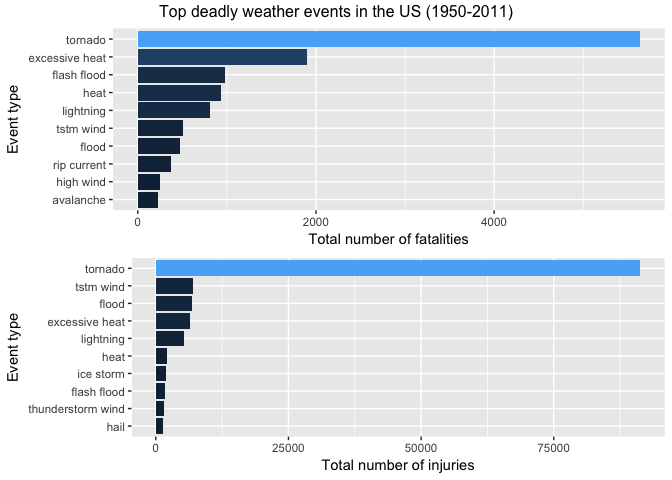 Top deadly weather events in the US (1950-2011)
Event type
tornado
excessive heat
flash flood
heat
lightning
tstm wind
flood
rip current
high wind
avalanche
0 2000 4000
Total number of fatalities
Event type
tornado
tstm wind
flood
excessive heat
lightning
heat
ice storm
flash flood
thunderstorm wind
hail
0 25000 50000 75000
Total number of injuries